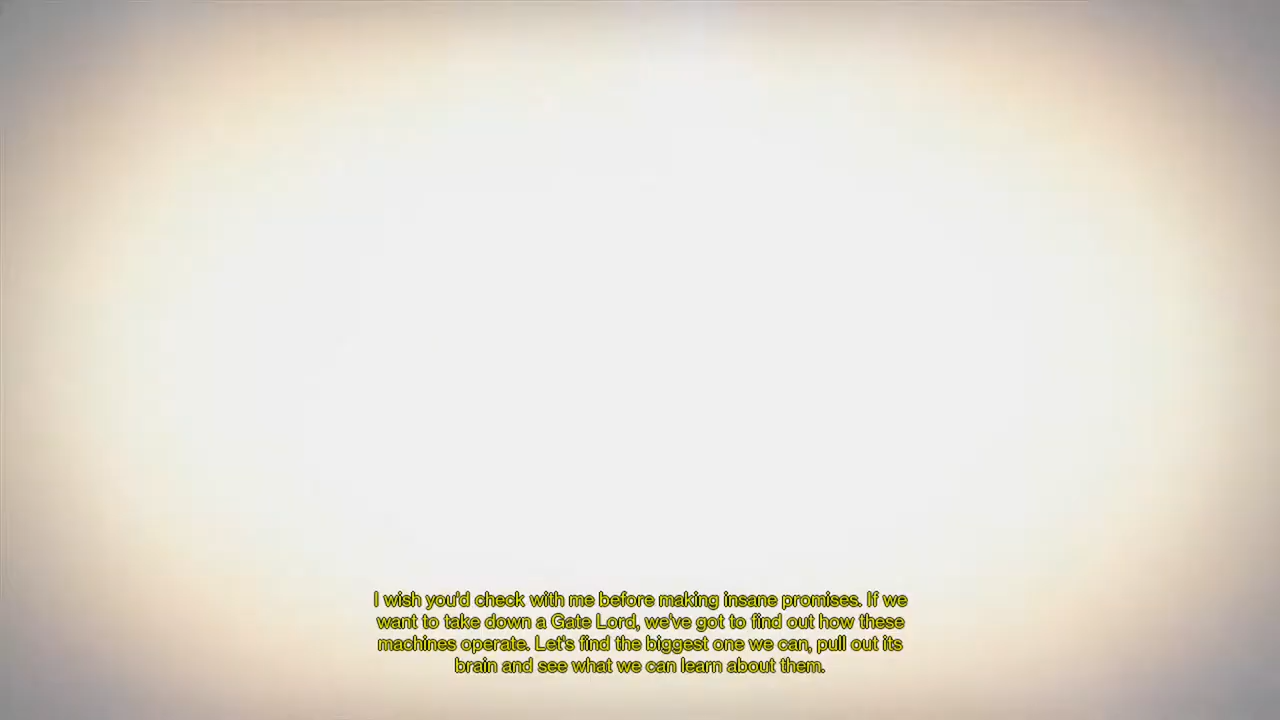 I wish you'd check with me before making insane promises. If we
want to take down a Gate Lord, we've got to find out how these
machines operate. Let's find the biggest one we can, pull out its
brain and see what we can learn about them.